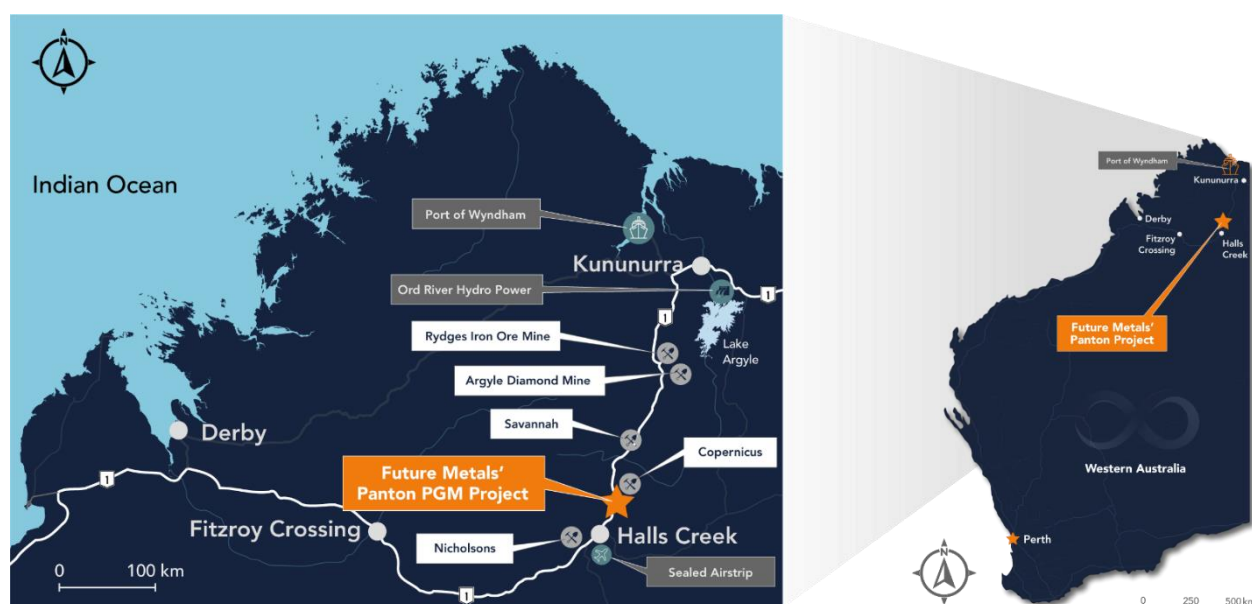 N
Indian Ocean
Port of Wyndham
Kununurra
Ord River Hydro Power
1
1
Rydges Iron Ore Mine
Lake
Argyle
Argyle Diamond Mine
Savannah
Derby
Copernicus
Future Metals'
Panton PGM Project
1
Fitzroy Crossing
Halls Creek
Nicholsons
Sealed Airstrip
0 100 km
1
Port of Wyndham
Kununurra
Derby
Fitzroy
Crossing
Halls
Creek
Future Metals'
Panton Project
Western Australia
Perth
N
0 250 500 km